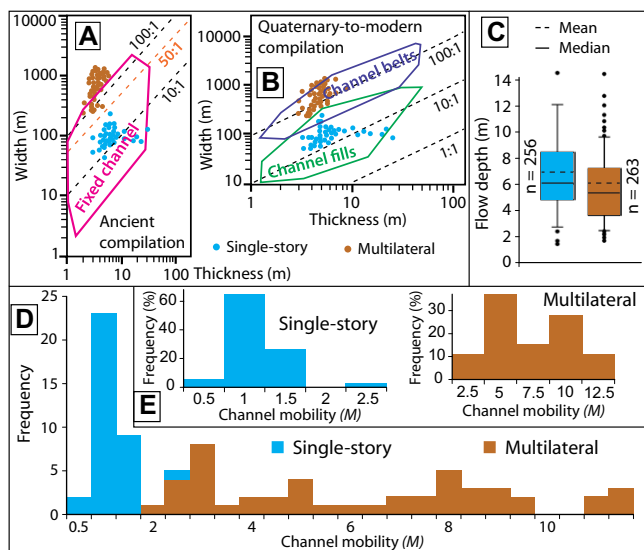 A
Width (m)
10000
1000
100
10
1
100:1
50:1
10:1
Fixed channel
Ancient
compilation
1 10 100
Thickness (m)
B
Quaternary-to-modern
compilation
Width (m)
10000
1000
100
10
Channel belts
Channel fills
100:1
10:1
1:1
1 2 10 100
Thickness (m)
Single-story Multilateral
C
Mean
Median
Flow depth (m)
14
12
10
8
6
4
2
0
n = 256
n = 263
D
Frequency
25
20
15
10
5
0
0.5 2 4 6 8 10
Channel mobility (M)
Single-story Multilateral
E
Frequency (%)
60
40
20
Single-story
0.5 1 1.5 2 2.5
Channel mobility (M)
Frequency (%)
30
20
10
Multilateral
2.5 5 7.5 10 12.5
Channel mobility (M)